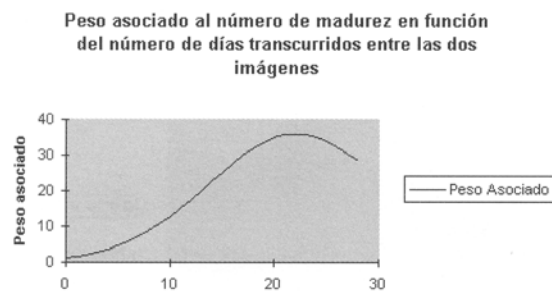 Peso asociado al número de madurez en función
del número de días transcurridos entre las dos
imágenes
40
30
20
10
0
Peso asociado
0 10 20 30
Peso Asociado